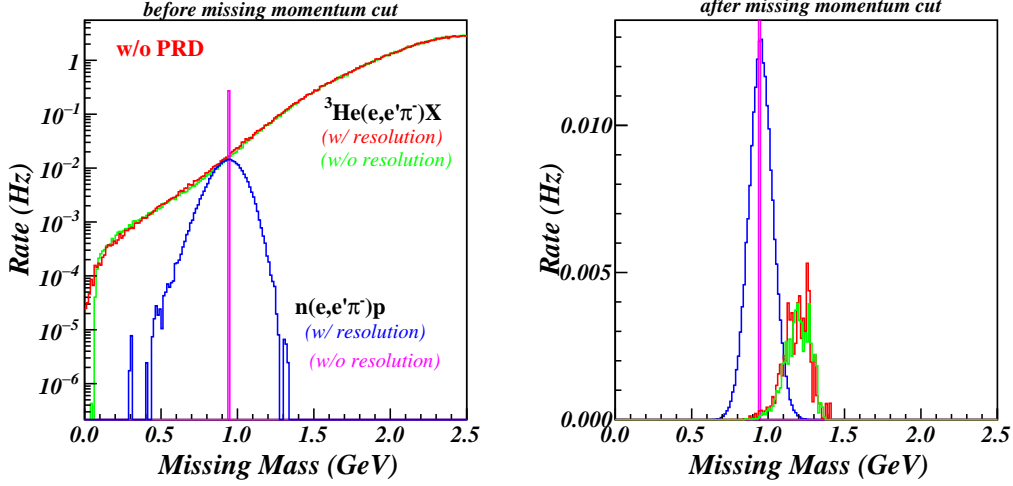 before missing momentum cut
w/o PRD
³He(e,e'π⁻)X
(w/ resolution)
(w/o resolution)
n(e,e'π⁻)p
(w/ resolution)
(w/o resolution)
Rate (Hz)
1
10⁻¹
10⁻²
10⁻³
10⁻⁴
10⁻⁵
10⁻⁶
0.0 0.5 1.0 1.5 2.0 2.5
Missing Mass (GeV)
after missing momentum cut
Rate (Hz)
0.010
0.005
0.000
0.0 0.5 1.0 1.5 2.0 2.5
Missing Mass (GeV)